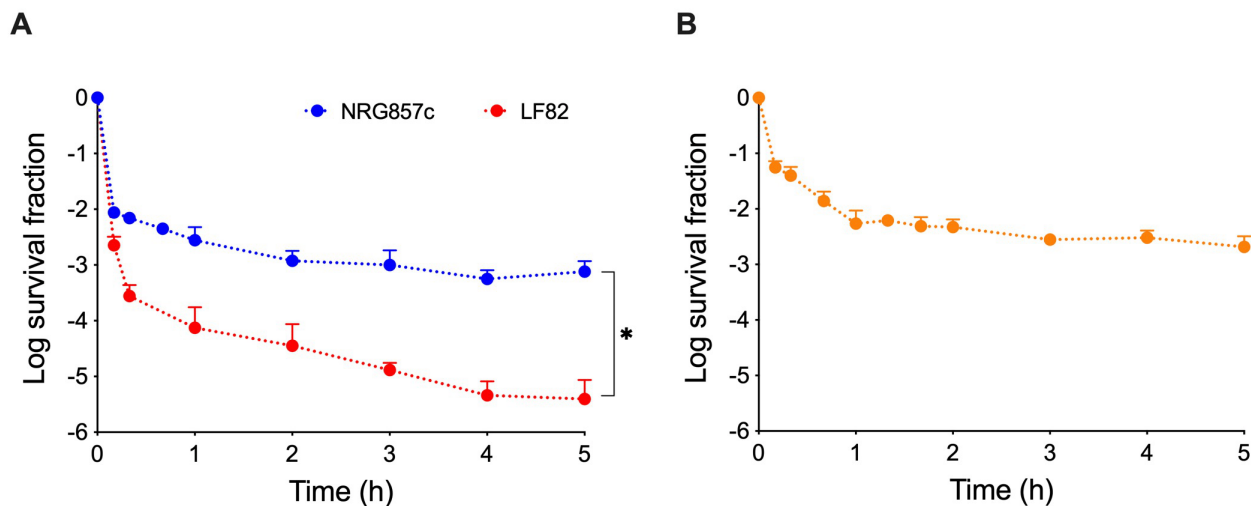 A
B
NRG857c
LF82
Log survival fraction
0
-1
-2
-3
-4
-5
-6
*
0 1 2 3 4 5
Time (h)
Log survival fraction
0
-1
-2
-3
-4
-5
-6
0 1 2 3 4 5
Time (h)